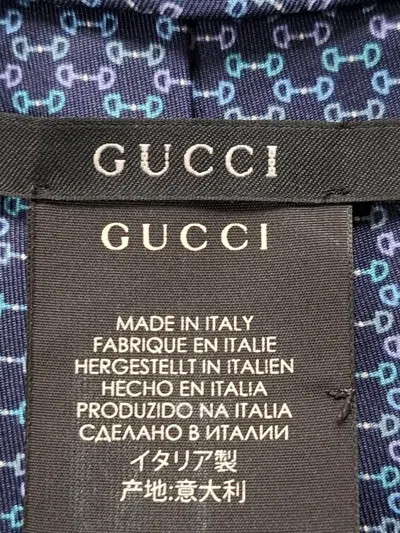 GUCCI
GUCCI
MADE IN ITALY
FABRIQUE EN ITALIE
HERGESTELLT IN ITALIEN
HECHO EN ITALIA
PRODUZIDO NA ITALIA
СДЕЛАНО В ИТАЛИИ
イタリア製
产地:意大利